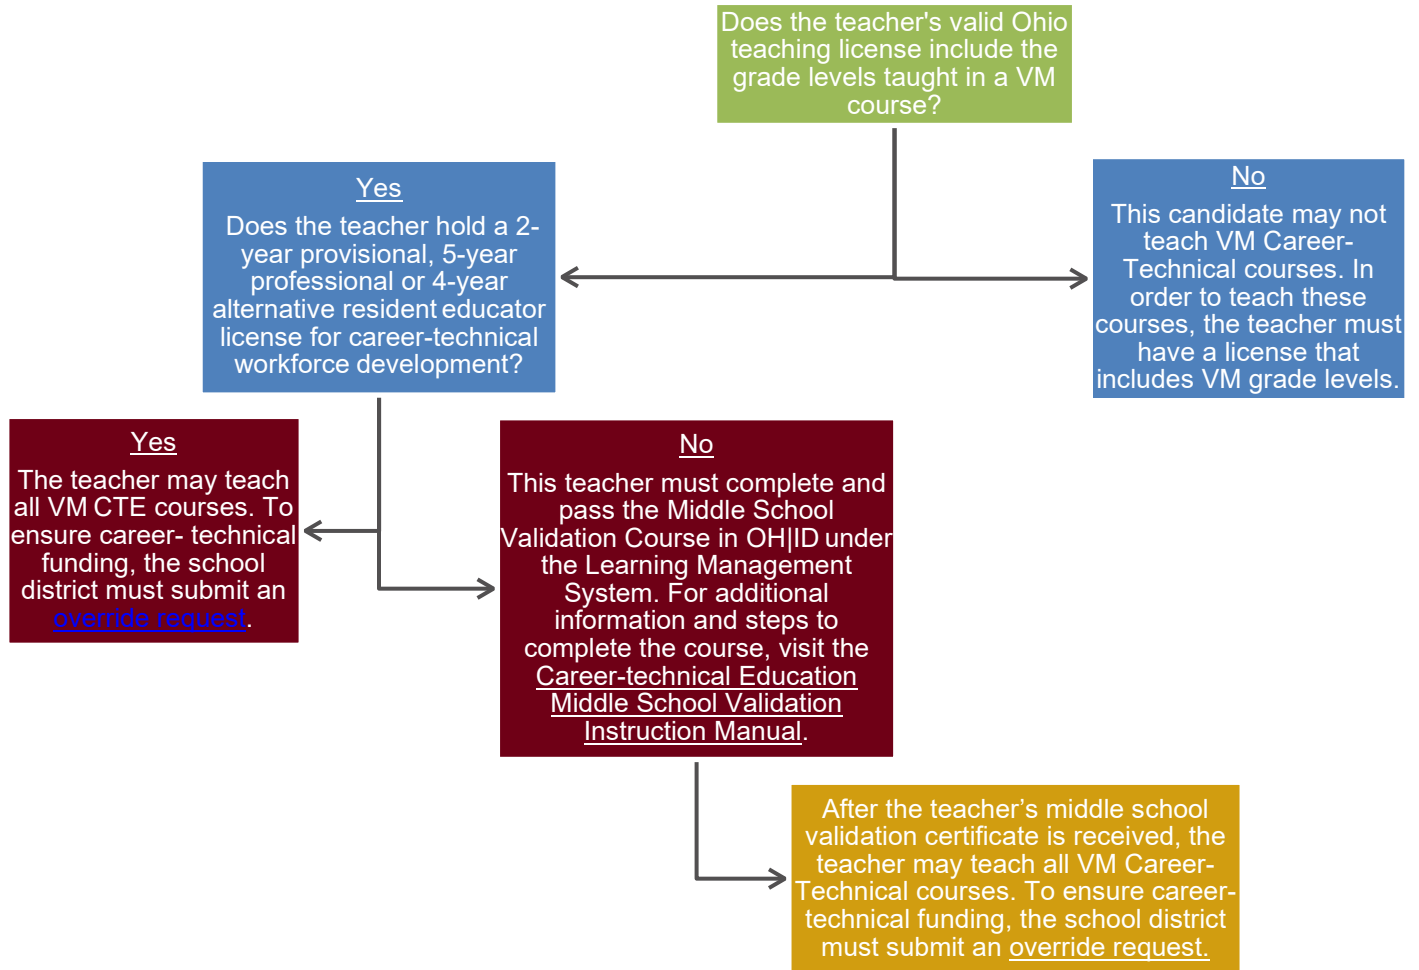 Does the teacher's valid Ohio
teaching license include the
grade levels taught in a VM
course?
Yes
Does the teacher hold a 2-
year provisional, 5-year
professional or 4-year
alternative resident educator
license for career-technical
workforce development?
No
This candidate may not
teach VM Career-
Technical courses. In
order to teach these
courses, the teacher must
have a license that
includes VM grade levels.
Yes
The teacher may teach
all VM CTE courses. To
ensure career- technical
funding, the school
district must submit an
override request.
No
This teacher must complete and
pass the Middle School
Validation Course in OH|ID under
the Learning Management
System. For additional
information and steps to
complete the course, visit the
Career-technical Education
Middle School Validation
Instruction Manual.
After the teacher’s middle school
validation certificate is received, the
teacher may teach all VM Career-
Technical courses. To ensure career-
technical funding, the school district
must submit an override request.